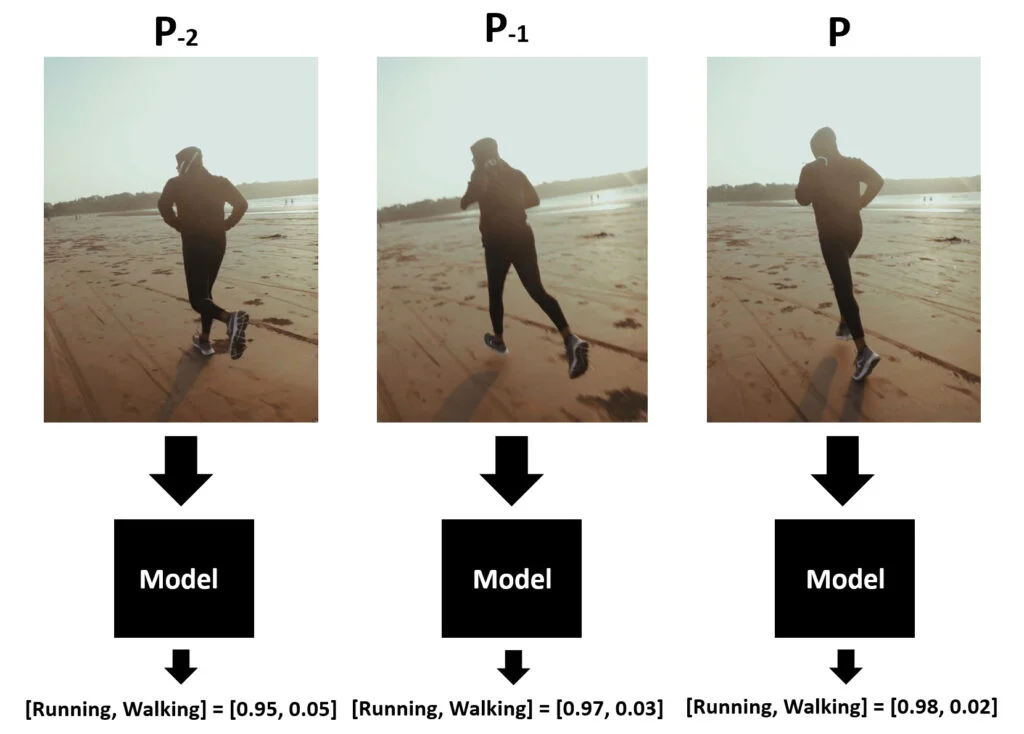 P-2
P-1
P
Model
Model
Model
[Running, Walking] = [0.95, 0.05]
[Running, Walking] = [0.97, 0.03]
[Running, Walking] = [0.98, 0.02]